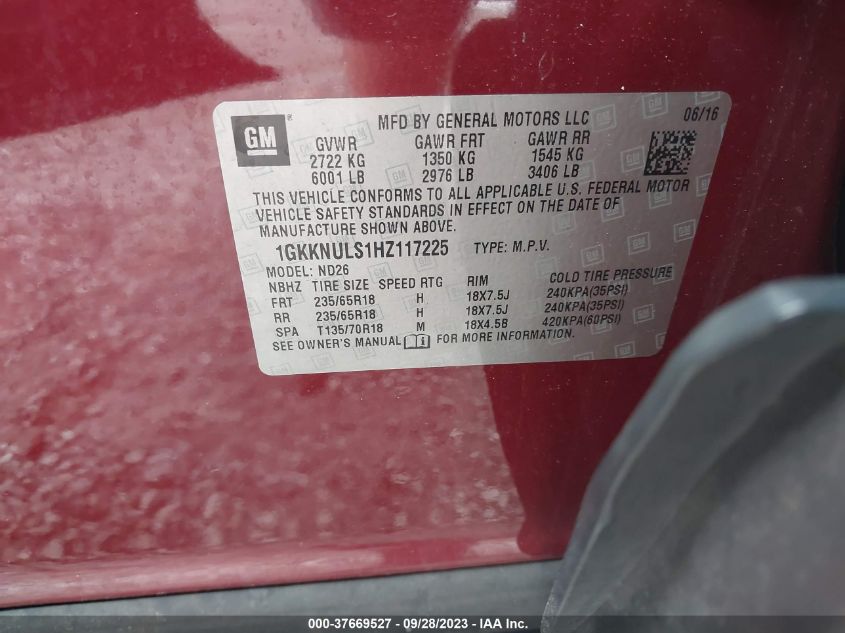 GM ®
MFD BY GENERAL MOTORS LLC 06/16
GVWR GAWR FRT GAWR RR
2722 KG 1350 KG 1545 KG
6001 LB 2976 LB 3406 LB
THIS VEHICLE CONFORMS TO ALL APPLICABLE U.S. FEDERAL MOTOR
VEHICLE SAFETY STANDARDS IN EFFECT ON THE DATE OF
MANUFACTURE SHOWN ABOVE.
1GKKNULS1HZ117225 TYPE: M.P.V.
MODEL: ND26
NBHZ TIRE SIZE SPEED RTG RIM COLD TIRE PRESSURE
FRT 235/65R18 H 18X7.5J 240KPA(35PSI)
RR 235/65R18 H 18X7.5J 240KPA(35PSI)
SPA T135/70R18 M 18X4.5B 420KPA(60PSI)
SEE OWNER'S MANUAL FOR MORE INFORMATION.
000-37669527 - 09/28/2023 - IAA Inc.